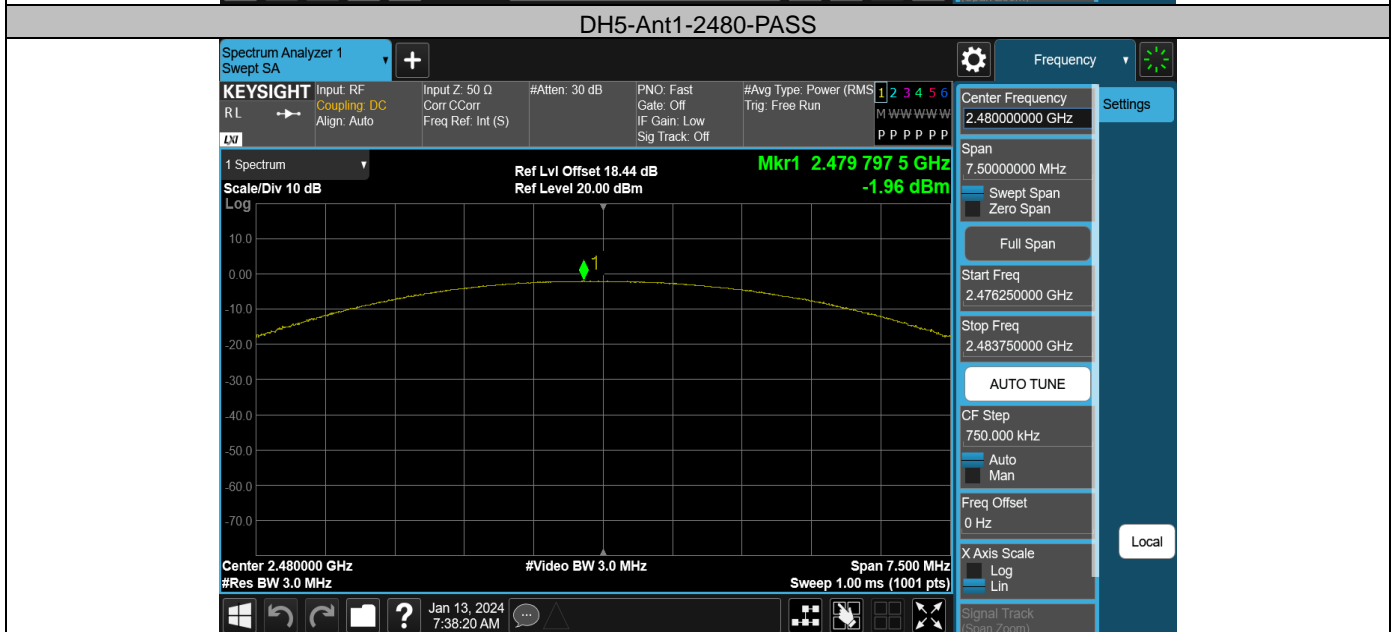 DH5-Ant1-2480-PASS
Spectrum Analyzer 1
Swept SA
Frequency
KEYSIGHT
Input: RF
Coupling: DC
Align: Auto
RL
LXI
Input Z: 50 Ω
Corr CCorr
Freq Ref: Int (S)
#Atten: 30 dB
PNO: Fast
Gate: Off
IF Gain: Low
Sig Track: Off
#Avg Type: Power (RMS
Trig: Free Run
1 2 3 4 5 6
M W W W W W
P P P P P P
1 Spectrum
Scale/Div 10 dB
Log
Ref Lvl Offset 18.44 dB
Ref Level 20.00 dBm
Mkr1 2.479 797 5 GHz
-1.96 dBm
10.0
0.00
-10.0
-20.0
-30.0
-40.0
-50.0
-60.0
-70.0
1
Center 2.480000 GHz
#Res BW 3.0 MHz
#Video BW 3.0 MHz
Span 7.500 MHz
Sweep 1.00 ms (1001 pts)
Jan 13, 2024
7:38:20 AM
Center Frequency
2.480000000 GHz
Span
7.50000000 MHz
Swept Span
Zero Span
Full Span
Start Freq
2.476250000 GHz
Stop Freq
2.483750000 GHz
AUTO TUNE
CF Step
750.000 kHz
Auto
Man
Freq Offset
0 Hz
X Axis Scale
Log
Lin
Signal Track
(Span Zoom)
Settings
Local